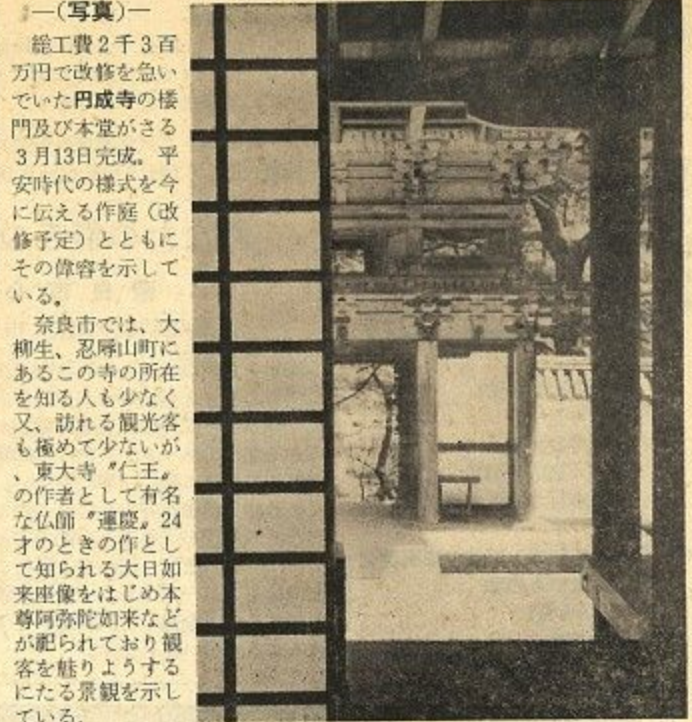 ―(写真)―
総工費2千3百
万円で改修を急い
でいた円成寺の楼
門及び本堂がさる
3月13日完成。平
安時代の様式を今
に伝える作庭(改
修予定)とともに
その偉容を示して
いる。
奈良市では、大
柳生、忍辱山町に
あるこの寺の所在
を知る人も少なく
又、訪れる観光客
も極めて少ないが
、東大寺〝仁王〟
の作者として有名
な仏師〝運慶〟24
才のときの作とし
て知られる大日如
来座像をはじめ本
尊阿弥陀如来など
が祀られており観
客を魅りようする
にたる景観を示し
ている。